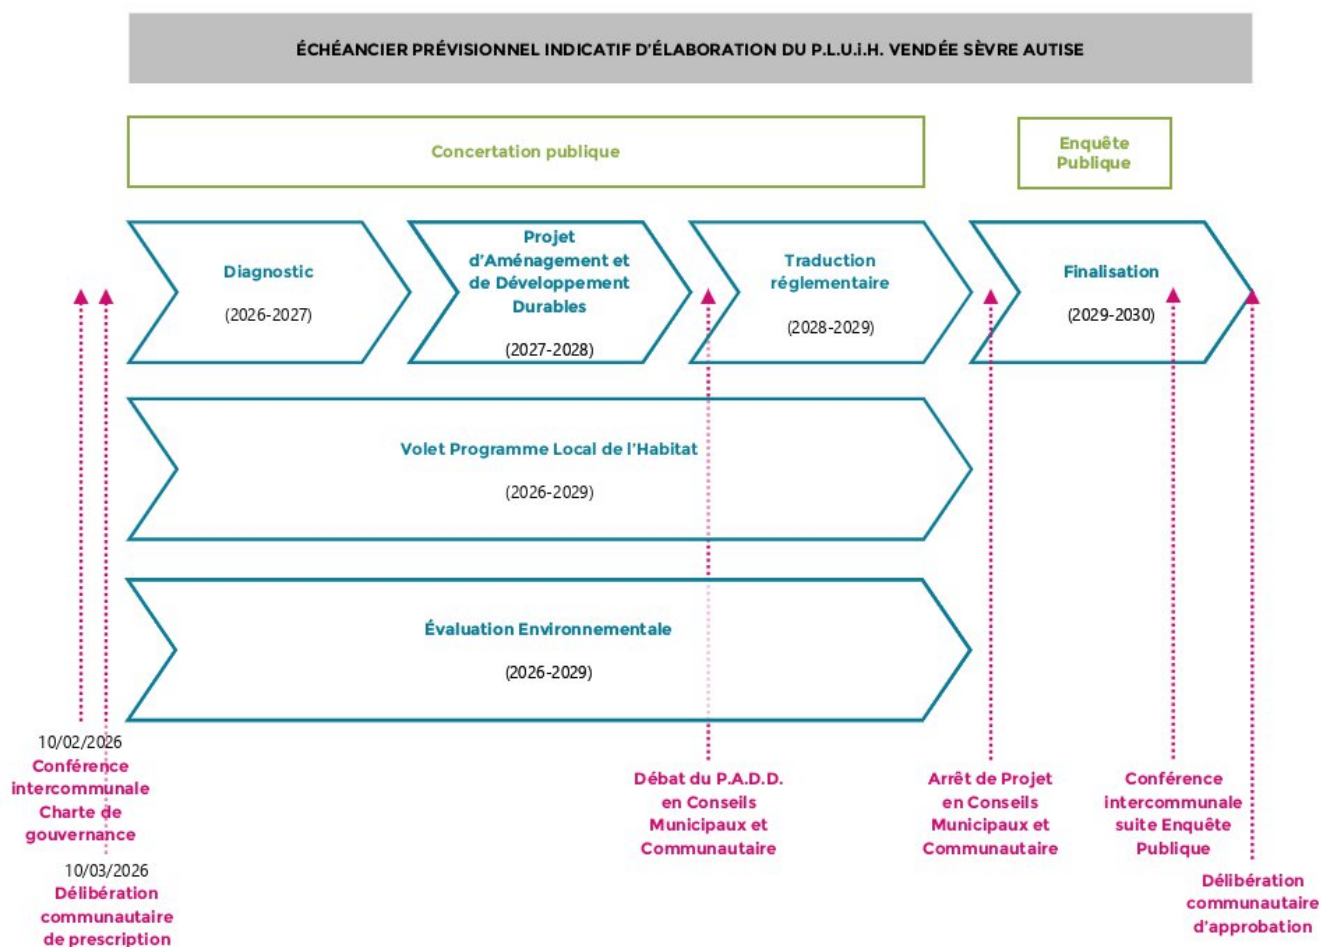 ÉCHÉANCIER PRÉVISIONNEL INDICATIF D'ÉLABORATION DU P.L.U.i.H. VENDÉE SÈVRE AUTISE
Concertation publique
Enquête
Publique
Diagnostic
(2026-2027)
Projet
d'Aménagement et
de Développement
Durables
(2027-2028)
Traduction
réglementaire
(2028-2029)
Finalisation
(2029-2030)
Volet Programme Local de l'Habitat
(2026-2029)
Évaluation Environnementale
(2026-2029)
10/02/2026
Conférence
intercommunale
Charte de
gouvernance
10/03/2026
Délibération
communautaire
de prescription
Débat du P.A.D.D.
en Conseils
Municipaux et
Communautaire
Arrêt de Projet
en Conseils
Municipaux et
Communautaire
Conférence
intercommunale
suite Enquête
Publique
Délibération
communautaire
d'approbation